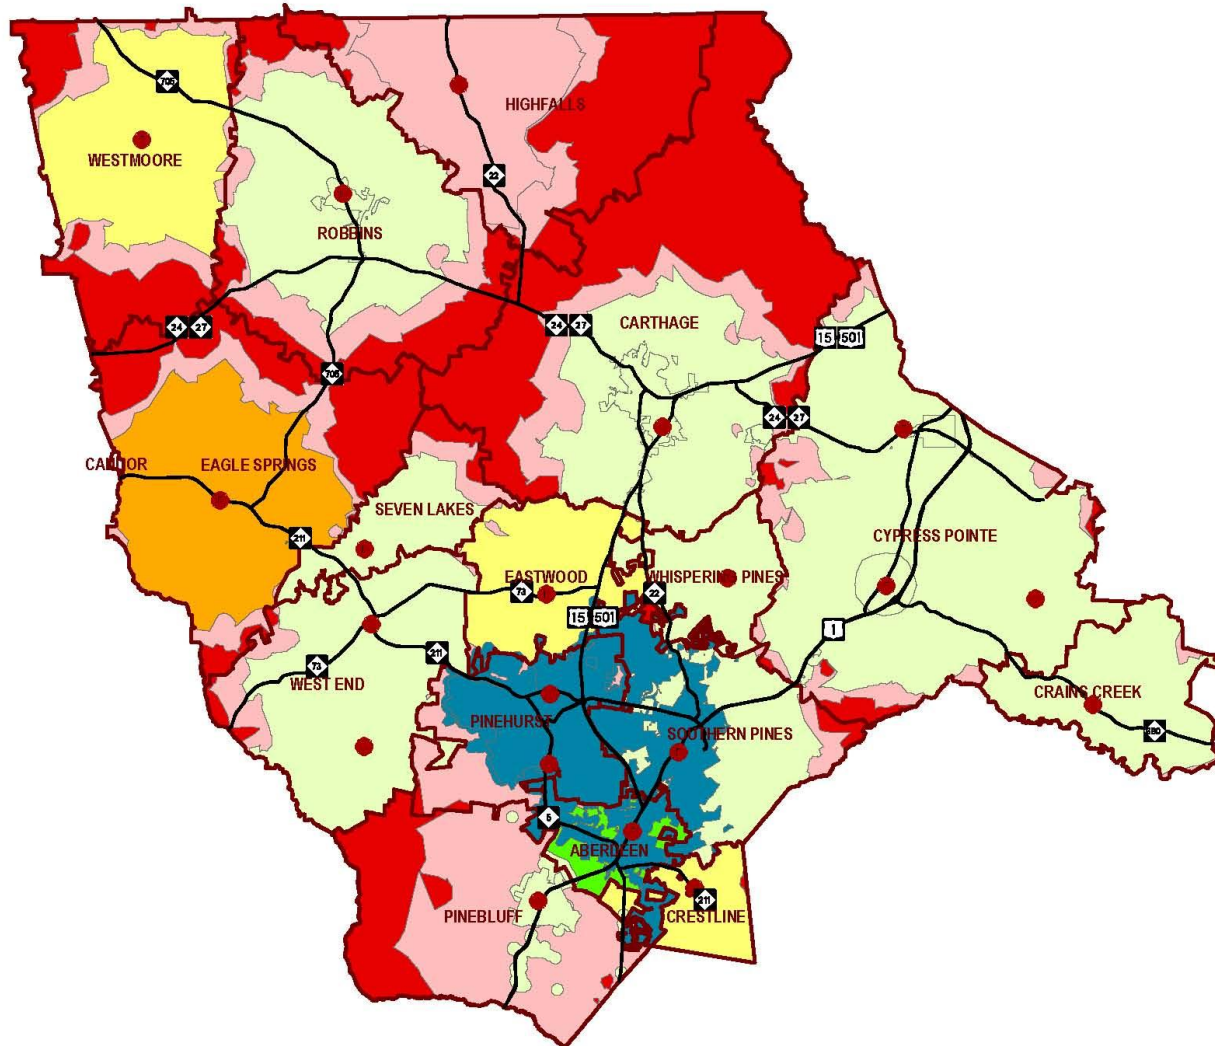 705
HIGHFALLS
WESTMOORE
22
ROBBINS
24 27
24 27
CARTHAGE
15 501
705
24 27
EAGLE SPRINGS
SEVEN LAKES
211
CYPRESS POINTE
EASTWOOD
WHISPERING PINES
73
22
15 501
1
211
73
WEST END
CRAINS CREEK
PINEHURST
SOUTHERN PINES
5
ABERDEEN
211
PINEBLUFF
CRESTLINE